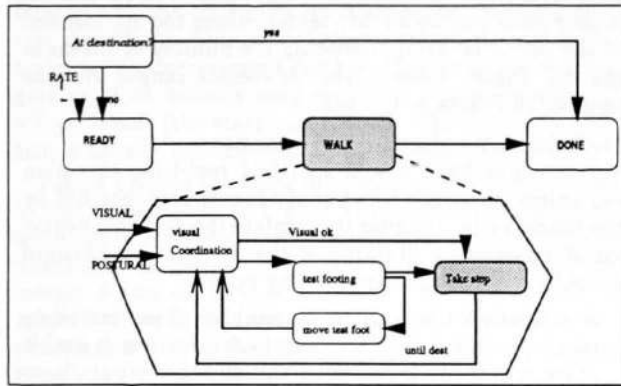 At destination?
yes
RATE
no
READY
WALK
DONE
VISUAL
visual
Coordination
Visual ok
POSTURAL
test footing
Take step
move test foot
until dest